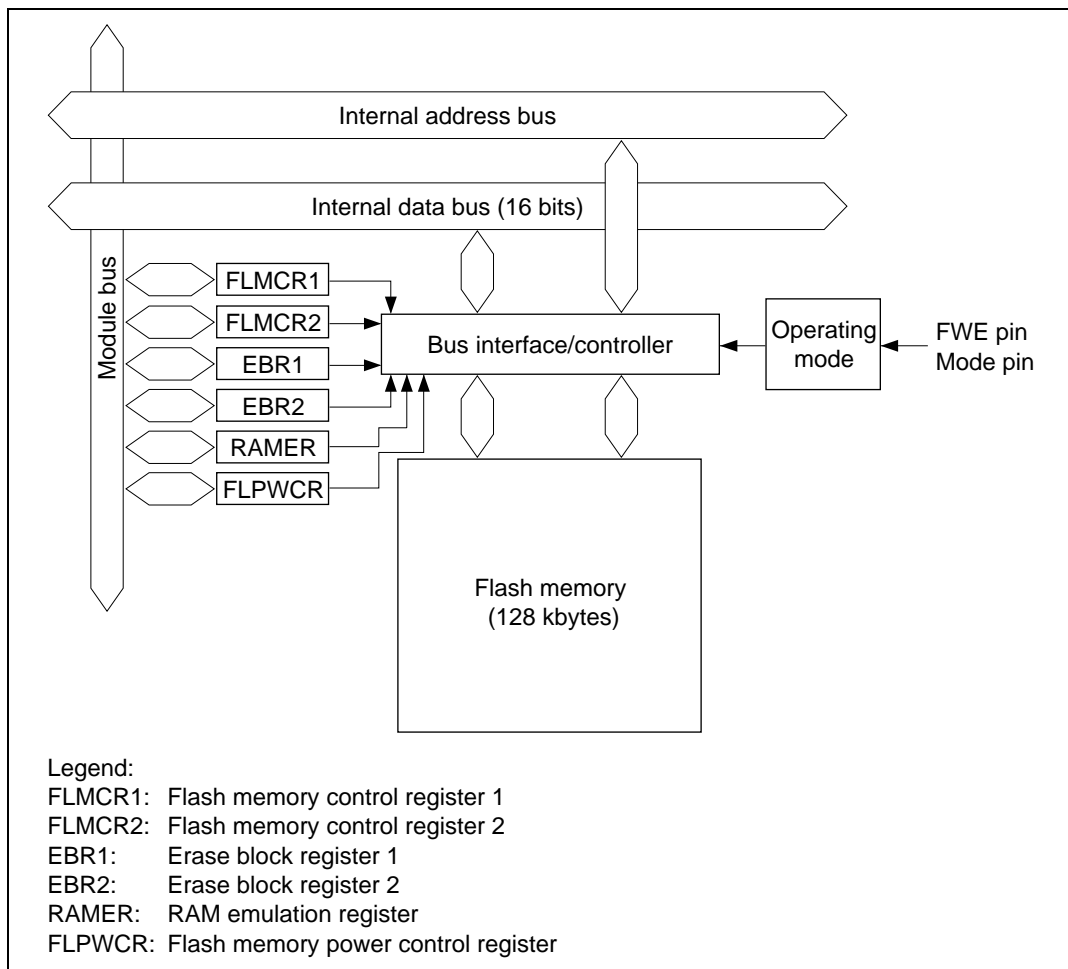 Internal address bus
Internal data bus (16 bits)
Module bus
FLMCR1
FLMCR2
EBR1
EBR2
RAMER
FLPWCR
Bus interface/controller
Operating
mode
FWE pin
Mode pin
Flash memory
(128 kbytes)
Legend:
FLMCR1: Flash memory control register 1
FLMCR2: Flash memory control register 2
EBR1: Erase block register 1
EBR2: Erase block register 2
RAMER: RAM emulation register
FLPWCR: Flash memory power control register